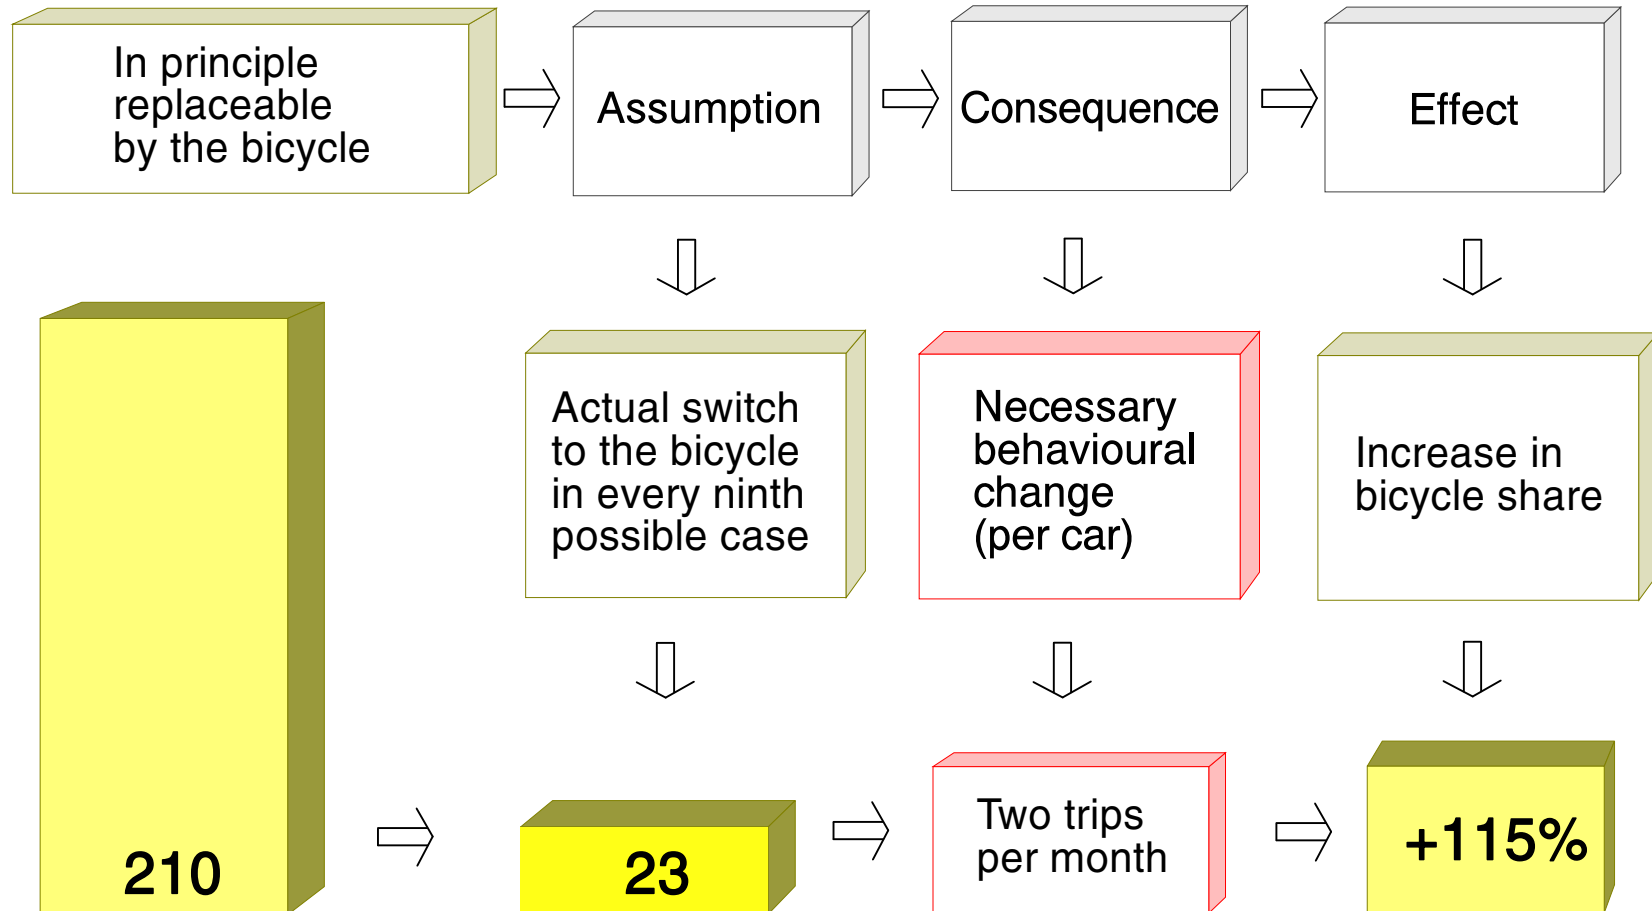 In principle
replaceable
by the bicycle
Assumption
Consequence
Effect
Actual switch
to the bicycle
in every ninth
possible case
Necessary
behavioural
change
(per car)
Increase in
bicycle share
210
23
Two trips
per month
+115%